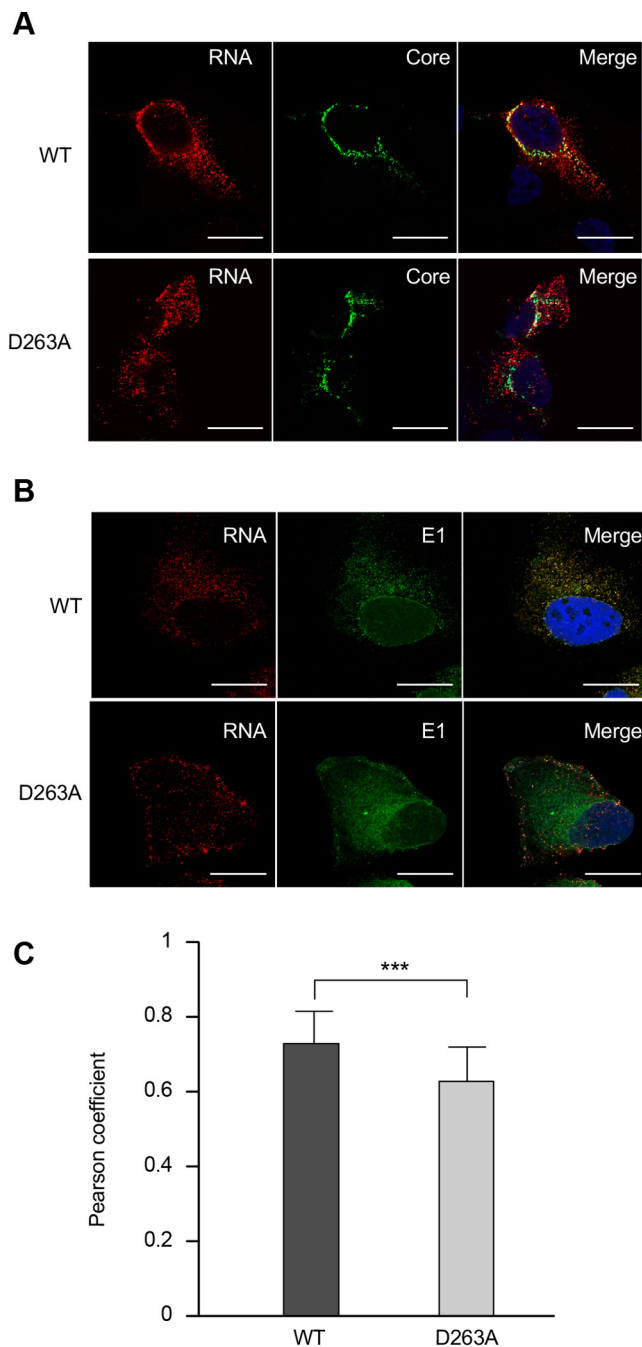 A
RNA Core Merge
WT
RNA Core Merge
D263A
B
RNA E1 Merge
WT
RNA E1 Merge
D263A
C
1
***
0.8
0.6
0.4
0.2
0
Pearson coefficient
WT D263A